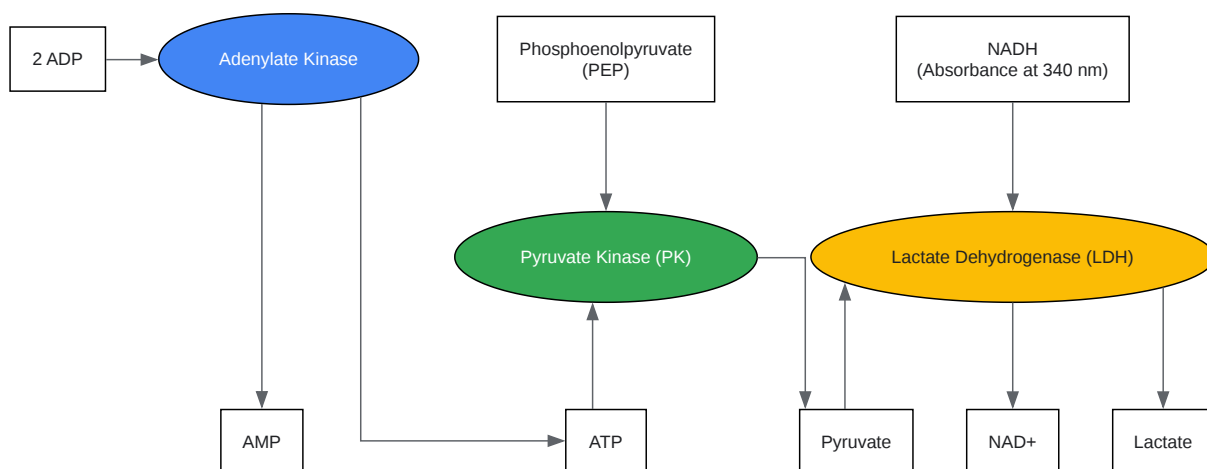 2 ADP
Adenylate Kinase
Phosphoenolpyruvate
(PEP)
NADH
(Absorbance at 340 nm)
Pyruvate Kinase (PK)
Lactate Dehydrogenase (LDH)
AMP
ATP
Pyruvate
NAD+
Lactate